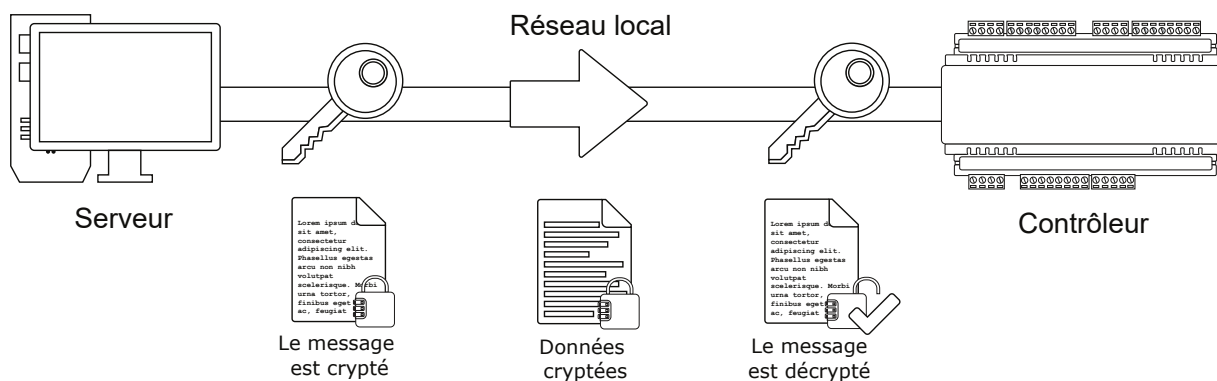 Réseau local
Serveur
Contrôleur
Lorem ipsum d
sit amet,
consectetur
adipiscing elit.
Phasellus egestas
arcu non nibh
volutpat
scelerisque. Morbi
urna tortor,
finibus eget
ac, feugiat
Le message
est crypté
Données
cryptées
Lorem ipsum d
sit amet,
consectetur
adipiscing elit.
Phasellus egestas
arcu non nibh
volutpat
scelerisque. Morbi
urna tortor,
finibus eget
ac, feugiat
Le message
est décrypté